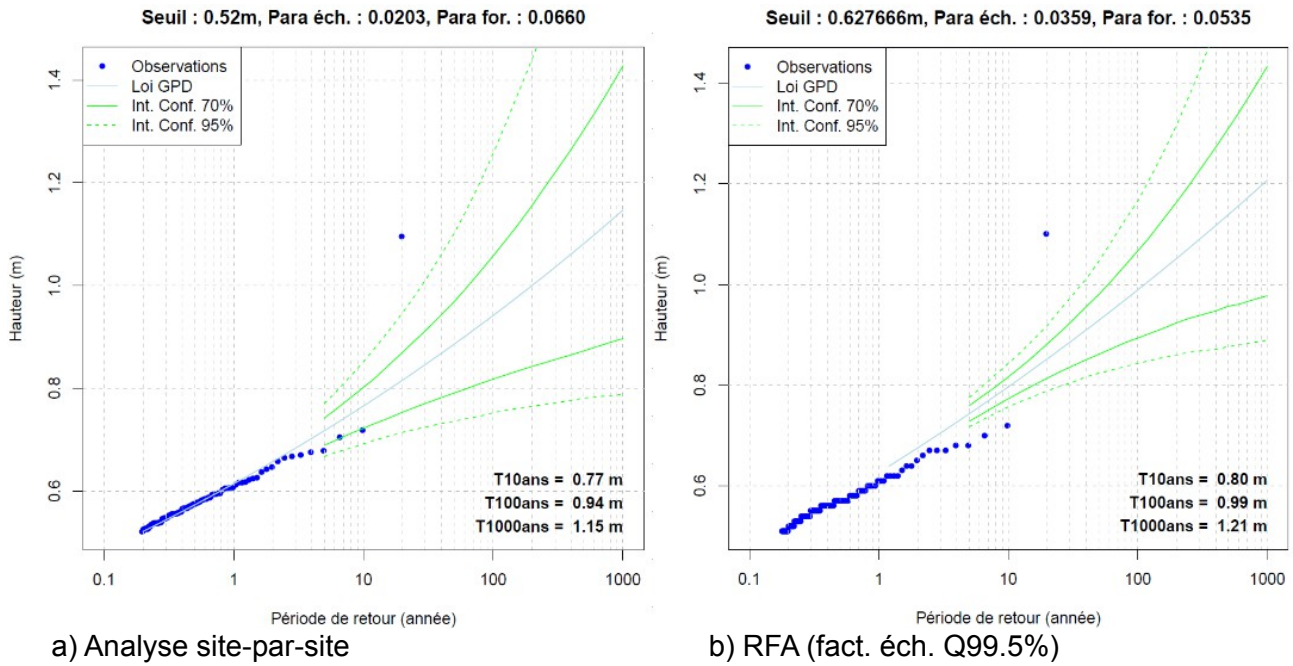 Seuil : 0.52m, Para éch. : 0.0203, Para for. : 0.0660
Observations
Loi GPD
Int. Conf. 70%
Int. Conf. 95%
Hauteur (m)
1.4
1.2
1.0
0.8
0.6
T10ans = 0.77 m
T100ans = 0.94 m
T1000ans = 1.15 m
0.1 1 10 100 1000
Période de retour (année)
a) Analyse site-par-site
Seuil : 0.627666m, Para éch. : 0.0359, Para for. : 0.0535
Observations
Loi GPD
Int. Conf. 70%
Int. Conf. 95%
Hauteur (m)
1.4
1.2
1.0
0.8
0.6
T10ans = 0.80 m
T100ans = 0.99 m
T1000ans = 1.21 m
0.1 1 10 100 1000
Période de retour (année)
b) RFA (fact. éch. Q99.5%)